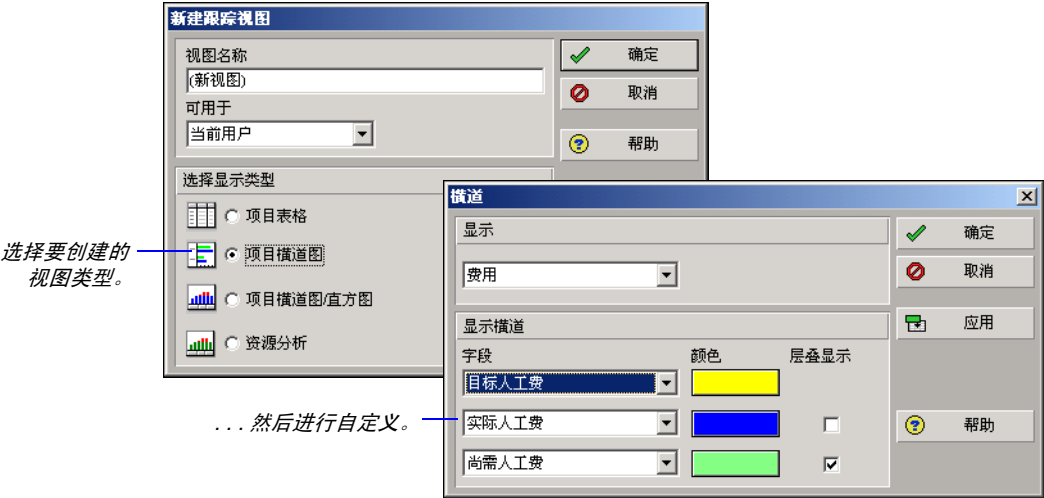 新建跟踪视图
视图名称
(新视图)
可用于
当前用户
确定
取消
帮助
选择显示类型
项目表格
项目横道图
项目横道图/直方图
资源分析
选择要创建的
视图类型。
横道
显示
费用
确定
取消
应用
帮助
显示横道
字段 颜色 层叠显示
目标人工费
实际人工费
尚需人工费
...然后进行自定义。